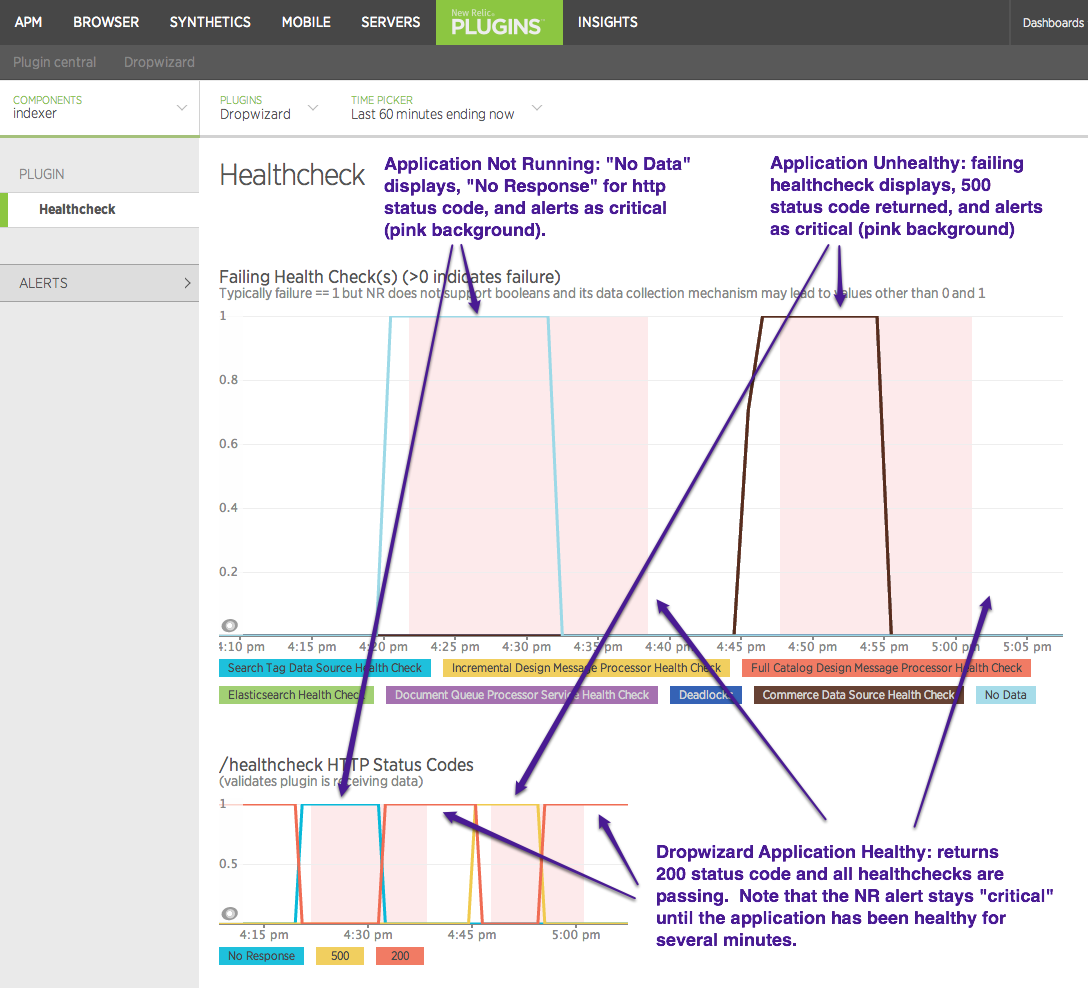 APM BROWSER SYNTHETICS MOBILE SERVERS New Relic. PLUGINS INSIGHTS Dashboards
Plugin central Dropwizard
COMPONENTS
indexer
PLUGINS
Dropwizard
TIME PICKER
Last 60 minutes ending now
PLUGIN
Healthcheck
ALERTS
Healthcheck
Application Not Running: "No Data"
displays, "No Response" for http
status code, and alerts as critical
(pink background).
Application Unhealthy: failing
healthcheck displays, 500
status code returned, and alerts
as critical (pink background)
Failing Health Check(s) (>0 indicates failure)
Typically failure == 1 but NR does not support booleans and its data collection mechanism may lead to values other than 0 and 1
1
0.8
0.6
0.4
0.2
4:10 pm 4:15 pm 4:20 pm 4:25 pm 4:30 pm 4:35 pm 4:40 pm 4:45 pm 4:50 pm 4:55 pm 5:00 pm 5:05 pm
Search Tag Data Source Health Check Incremental Design Message Processor Health Check Full Catalog Design Message Processor Health Check
Elasticsearch Health Check Document Queue Processor Service Health Check Deadlocks Commerce Data Source Health Check No Data
/healthcheck HTTP Status Codes
(validates plugin is receiving data)
1
0.5
4:15 pm 4:30 pm 4:45 pm 5:00 pm
No Response 500 200
Dropwizard Application Healthy: returns
200 status code and all healthchecks are
passing. Note that the NR alert stays "critical"
until the application has been healthy for
several minutes.